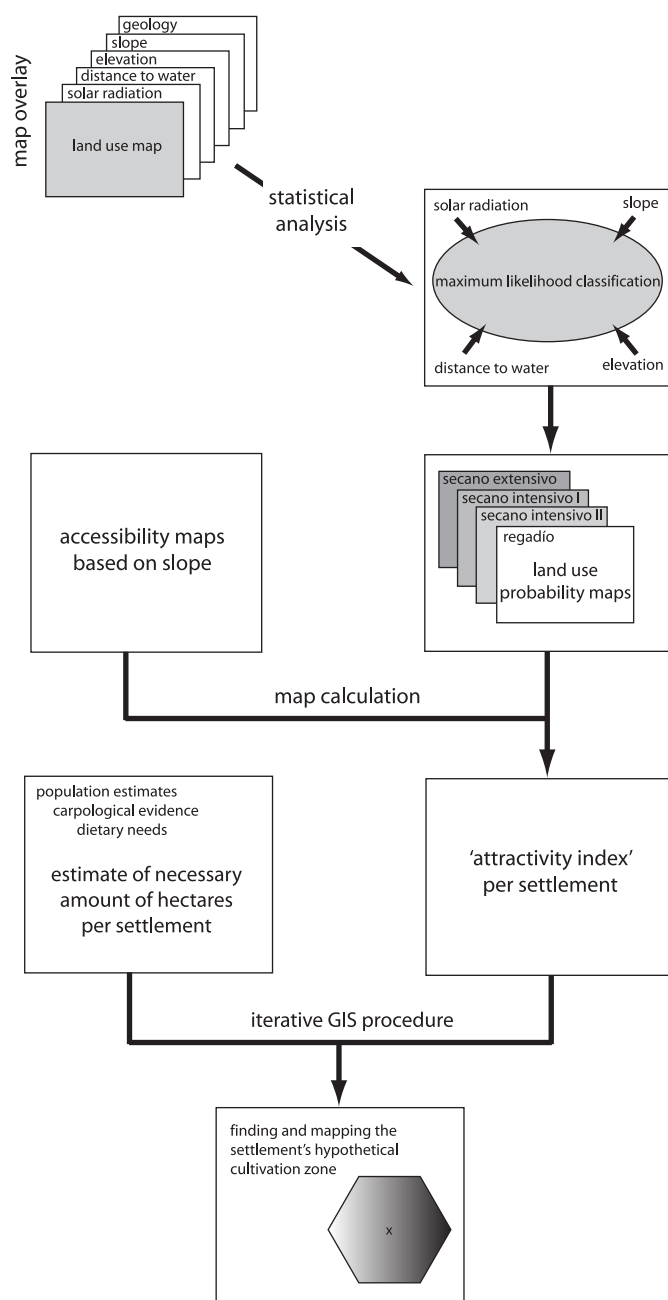 map overlay
geology
slope
elevation
distance to water
solar radiation
land use map
statistical
analysis
solar radiation
slope
maximum likelihood classification
distance to water
elevation
accessibility maps
based on slope
secano extensivo
secano intensivo I
secano intensivo II
regadío
land use
probability maps
map calculation
population estimates
carpological evidence
dietary needs
estimate of necessary
amount of hectares
per settlement
'attractivity index'
per settlement
iterative GIS procedure
finding and mapping the
settlement's hypothetical
cultivation zone
x